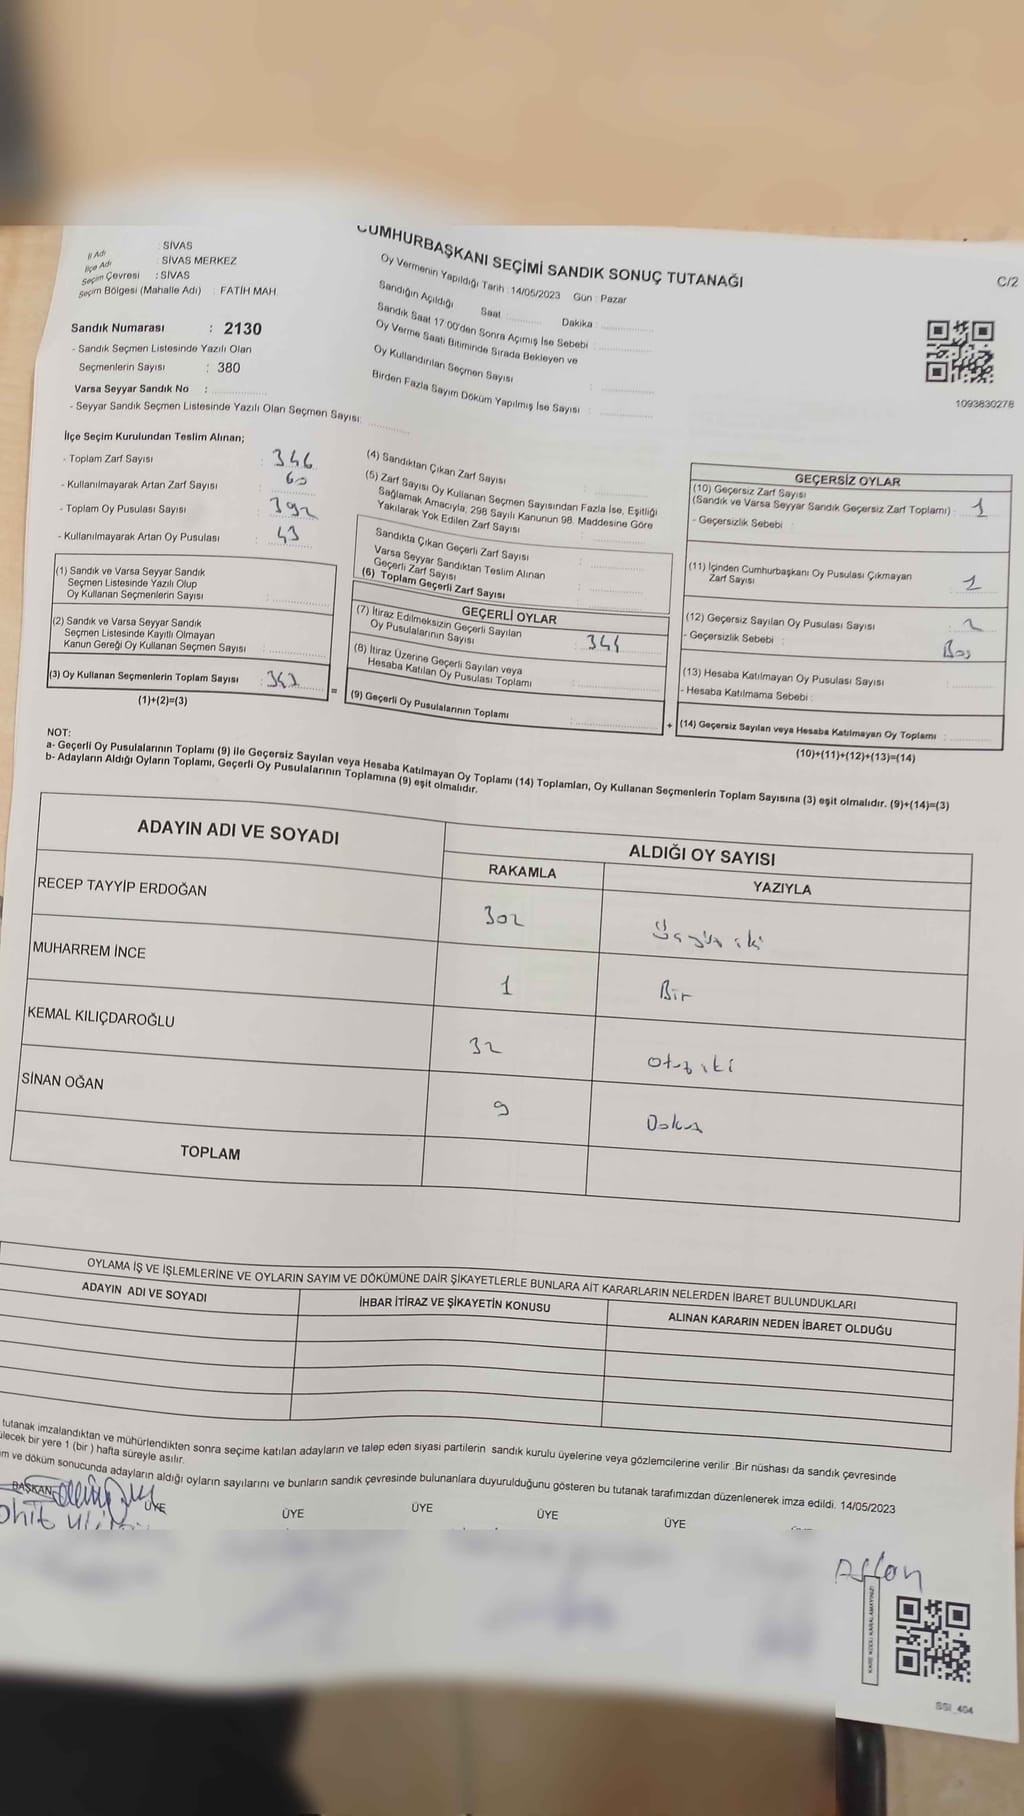 CUMHURBAŞKANI SEÇİMİ SANDIK SONUÇ TUTANAĞI
C/2
İl Adı : SİVAS
İlçe Adı : SİVAS MERKEZ
Seçim Çevresi : SİVAS
Seçim Bölgesi (Mahalle Adı) : FATİH MAH.
Sandık Numarası : 2130
- Sandık Seçmen Listesinde Yazılı Olan
Seçmenlerin Sayısı : 380
Varsa Seyyar Sandık No :
- Seyyar Sandık Seçmen Listesinde Yazılı Olan Seçmen Sayısı:
Oy Vermenin Yapıldığı Tarih : 14/05/2023 Gün : Pazar
Sandığın Açıldığı Saat Dakika :
Sandık Saat 17:00'den Sonra Açımış İse Sebebi :
Oy Verme Saati Bitiminde Sırada Bekleyen ve
Oy Kullandırılan Seçmen Sayısı :
Birden Fazla Sayım Döküm Yapılmış İse Sayısı :
1093830278
İlçe Seçim Kurulundan Teslim Alınan;
- Toplam Zarf Sayısı : 346
- Kullanılmayarak Artan Zarf Sayısı : 60
- Toplam Oy Pusulası Sayısı : 392
- Kullanılmayarak Artan Oy Pusulası : 43
(1) Sandık ve Varsa Seyyar Sandık
Seçmen Listesinde Yazılı Olup
Oy Kullanan Seçmenlerin Sayısı :
(2) Sandık ve Varsa Seyyar Sandık
Seçmen Listesinde Kayıtlı Olmayan
Kanun Gereği Oy Kullanan Seçmen Sayısı :
(3) Oy Kullanan Seçmenlerin Toplam Sayısı :
(1)+(2)=(3)
=
(4) Sandıktan Çıkan Zarf Sayısı :
(5) Zarf Sayısı Oy Kullanan Seçmen Sayısından Fazla İse, Eşitliği
Sağlamak Amacıyla, 298 Sayılı Kanunun 98. Maddesine Göre
Yakılarak Yok Edilen Zarf Sayısı :
Sandıkta Çıkan Geçerli Zarf Sayısı :
Varsa Seyyar Sandıktan Teslim Alınan
Geçerli Zarf Sayısı :
(6) Toplam Geçerli Zarf Sayısı :
GEÇERLİ OYLAR
(7) İtiraz Edilmeksizin Geçerli Sayılan
Oy Pusulalarının Sayısı :
(8) İtiraz Üzerine Geçerli Sayılan veya
Hesaba Katılan Oy Pusulası Toplamı :
(9) Geçerli Oy Pusulalarının Toplamı :
+
GEÇERSİZ OYLAR
(10) Geçersiz Zarf Sayısı
(Sandık ve Varsa Seyyar Sandık Geçersiz Zarf Toplamı) : 1
- Geçersizlik Sebebi :
(11) İçinden Cumhurbaşkanı Oy Pusulası Çıkmayan
Zarf Sayısı : 1
(12) Geçersiz Sayılan Oy Pusulası Sayısı : 2
- Geçersizlik Sebebi : Boş
(13) Hesaba Katılmayan Oy Pusulası Sayısı :
- Hesaba Katılmama Sebebi :
(14) Geçersiz Sayılan veya Hesaba Katılmayan Oy Toplamı :
(10)+(11)+(12)+(13)=(14)
NOT:
a- Geçerli Oy Pusulalarının Toplamı (9) ile Geçersiz Sayılan veya Hesaba Katılmayan Oy Toplamı (14) Toplamları, Oy Kullanan Seçmenlerin Toplam Sayısına (3) eşit olmalıdır. (9)+(14)=(3)
b- Adayların Aldığı Oyların Toplamı, Geçerli Oy Pusulalarının Toplamına (9) eşit olmalıdır.
ADAYIN ADI VE SOYADI
ALDIĞI OY SAYISI
RAKAMLA YAZIYLA
RECEP TAYYİP ERDOĞAN 302 Üçyüz iki
MUHARREM İNCE 1 Bir
KEMAL KILIÇDAROĞLU 32 Otuz iki
SİNAN OĞAN 9 Dokuz
TOPLAM
OYLAMA İŞ VE İŞLEMLERİNE VE OYLARIN SAYIM VE DÖKÜMÜNE DAİR ŞİKAYETLERLE BUNLARA AİT KARARLARIN NELERDEN İBARET BULUNDUKLARI
ADAYIN ADI VE SOYADI
İHBAR İTİRAZ VE ŞİKAYETİN KONUSU
ALINAN KARARIN NEDEN İBARET OLDUĞU
tutanak imzalandıktan ve mühürlendikten sonra seçime katılan adayların ve talep eden siyasi partilerin sandık kurulu üyelerine veya gözlemcilerine verilir .Bir nüshası da sandık çevresinde
ilecek bir yere 1 (bir ) hafta süreyle asılır.
m ve döküm sonucunda adayların aldığı oyların sayılarını ve bunların sandık çevresinde bulunanlara duyurulduğunu gösteren bu tutanak tarafımızdan düzenlenerek imza edildi. 14/05/2023
BAŞKAN ÜYE ÜYE ÜYE ÜYE ÜYE
Aslan
KARE KODU KARALAMAYINIZ!
SSI_404